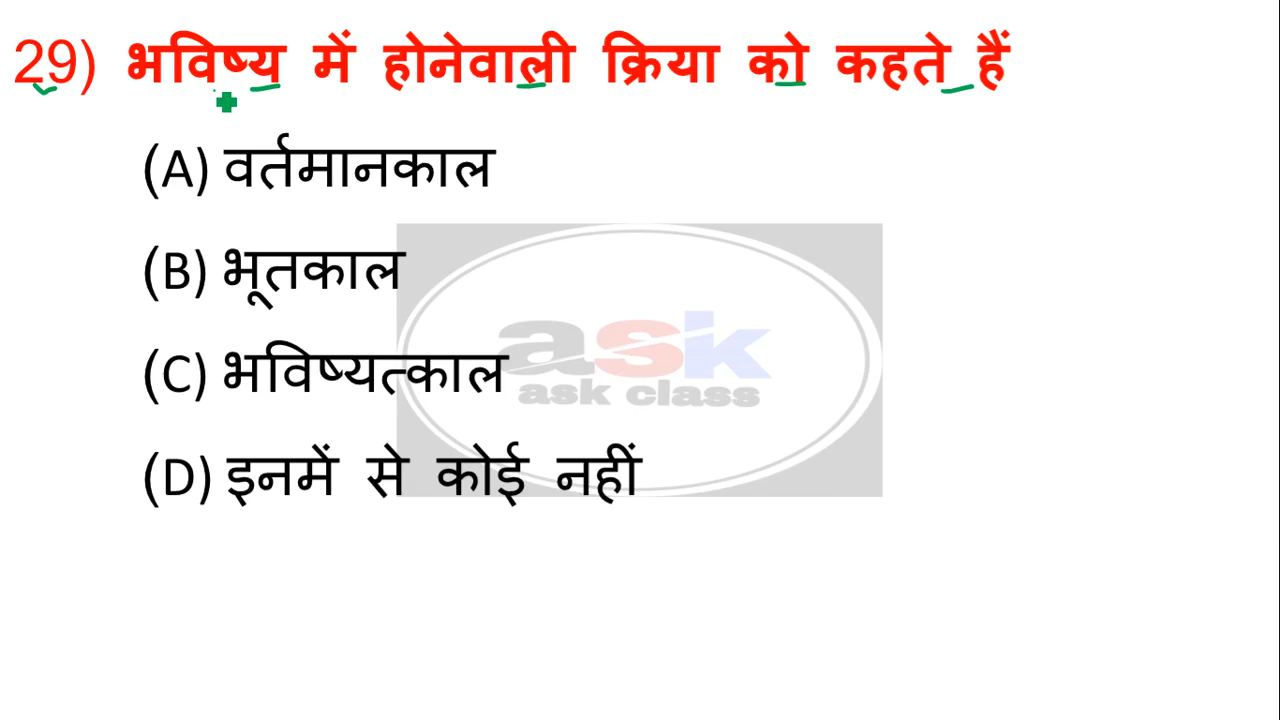 29) भविष्य में होनेवाली क्रिया को कहते हैं
(A) वर्तमानकाल
(B) भूतकाल
(C) भविष्यत्काल
(D) इनमें से कोई नहीं
ask
ask class